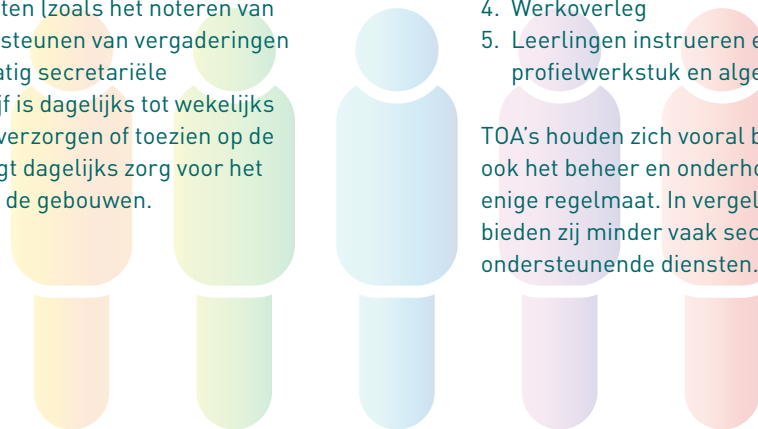 ten (zoals het noteren van
steunen van vergaderingen
atig secretariële
jf is dagelijks tot wekelijks
verzorgen of toezien op de
gt dagelijks zorg voor het
de gebouwen.
4. Werkoverleg
5. Leerlingen instrueren e
profielwerkstuk en alge
TOA's houden zich vooral b
ook het beheer en onderho
enige regelmaat. In vergel
bieden zij minder vaak sec
ondersteunende diensten.